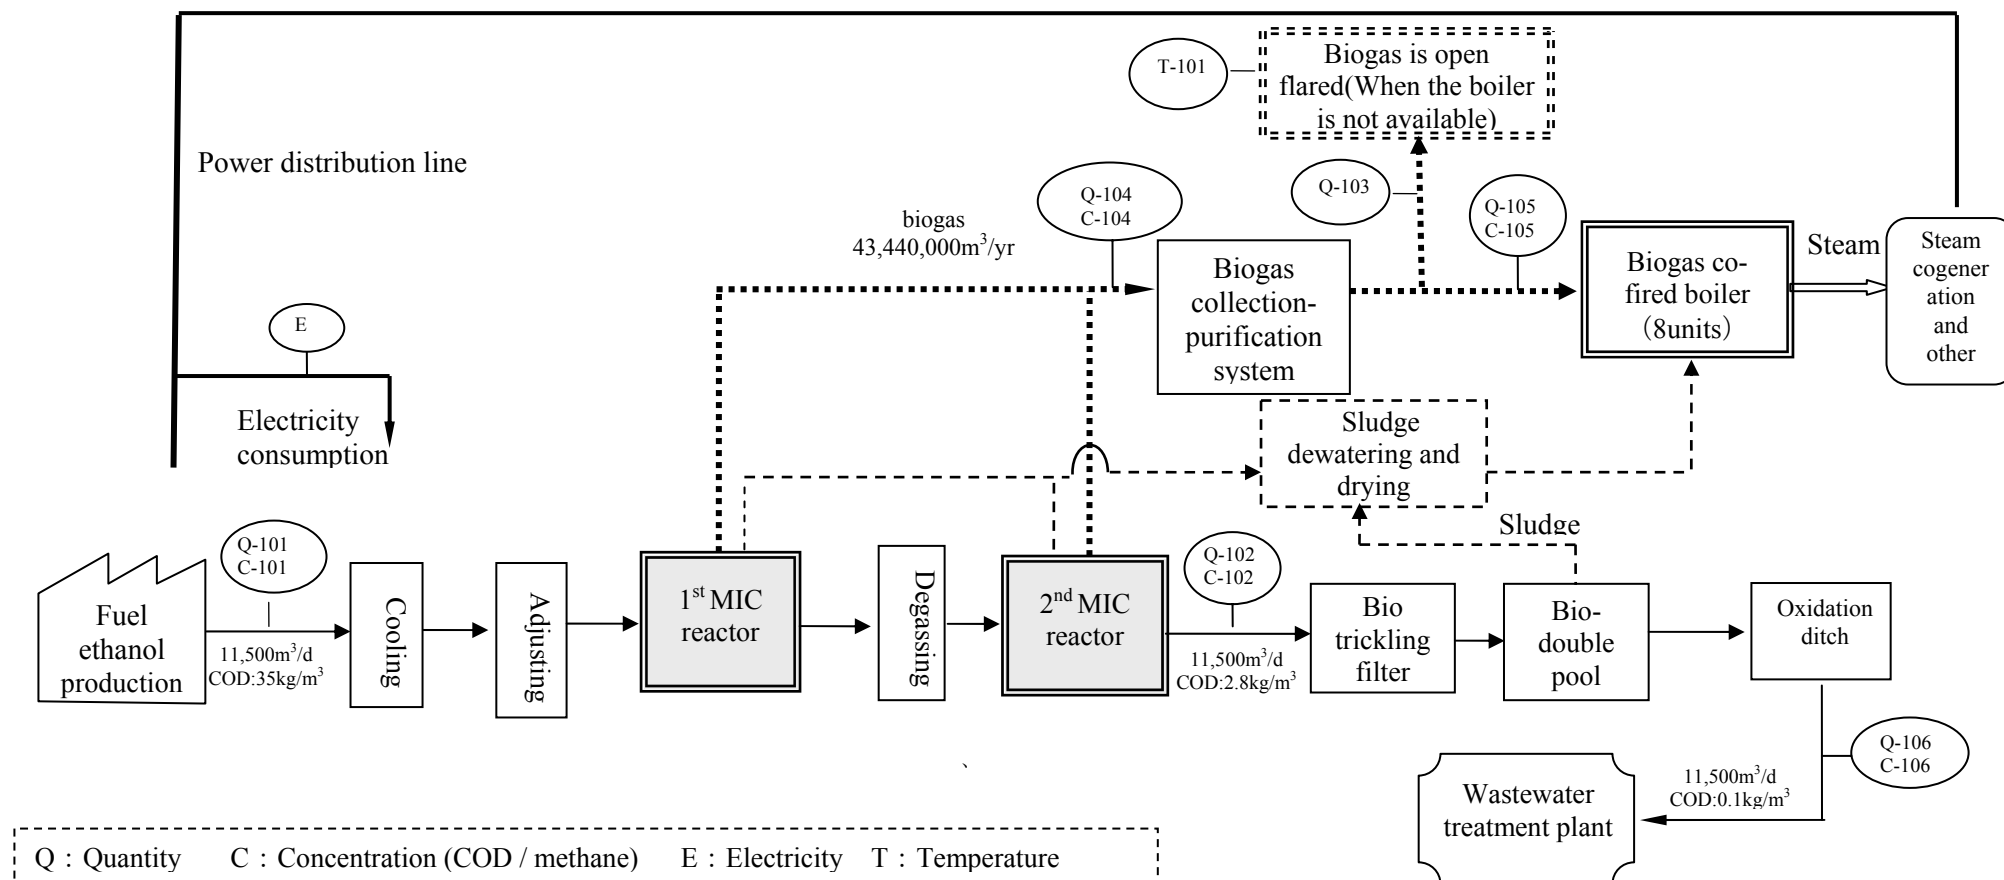 Biogas is open
flared(When the boiler
is not available)
T-101
Power distribution line
Q-104
C-104
Q-103
Q-105
C-105
biogas
43,440,000m³/yr
Biogas
collection-
purification
system
Biogas co-
fired boiler
（8units）
Steam
Steam
cogener
ation
and
other
E
Electricity
consumption
Sludge
dewatering and
drying
Sludge
Q-101
C-101
Fuel
ethanol
production
11,500m³/d
COD:35kg/m³
Cooling
Adjusting
1st MIC
reactor
Degassing
2nd MIC
reactor
Q-102
C-102
11,500m³/d
COD:2.8kg/m³
Bio
trickling
filter
Bio-
double
pool
Oxidation
ditch
Q-106
C-106
11,500m³/d
COD:0.1kg/m³
Wastewater
treatment plant
、
Q：Quantity C：Concentration (COD / methane) E：Electricity T：Temperature